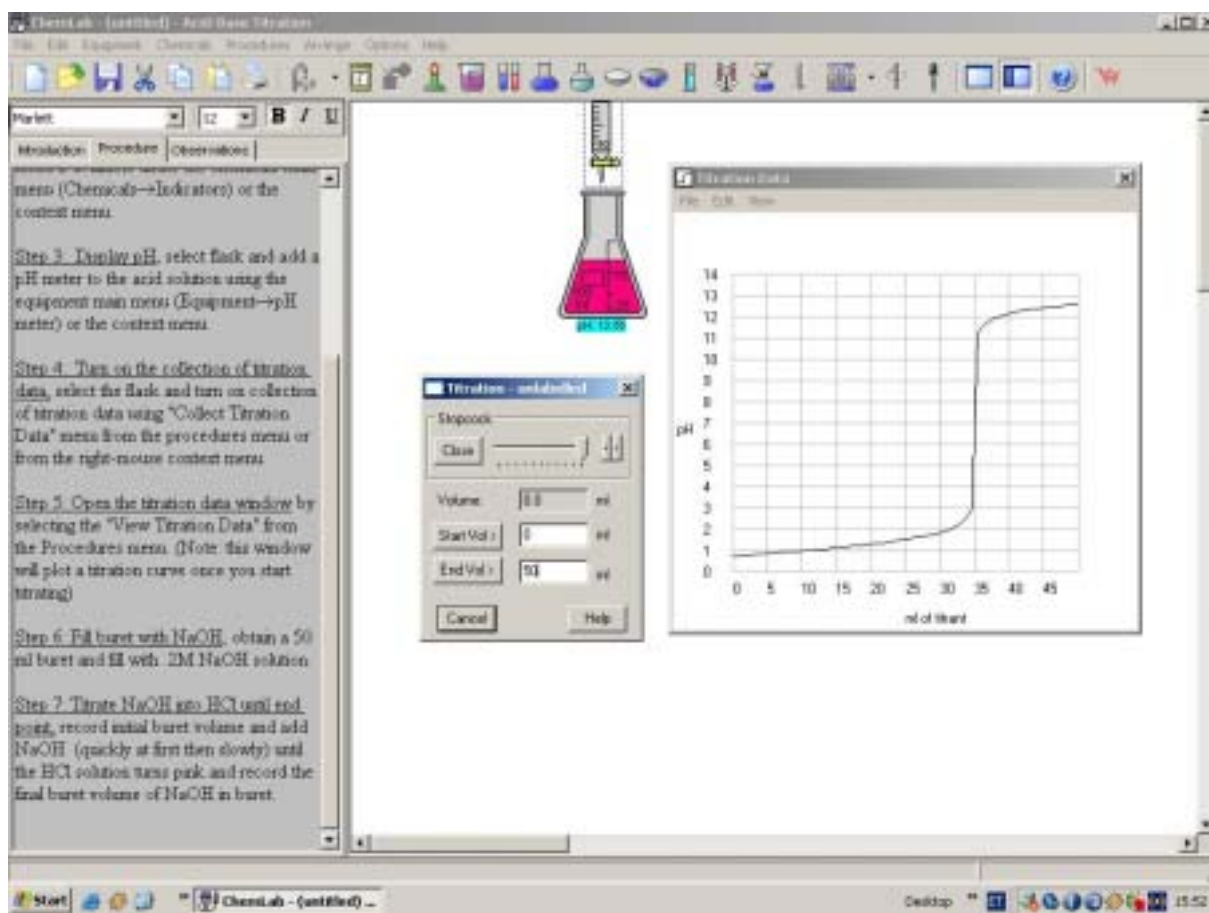 ChemLab - (untitled) - Acid Base Titration
File Edit Equipment Chemicals Procedures Arrange Options Help
Marlett 12 B I U
Introduction Procedure Observations
menu (Chemicals→Indicators) or the
context menu.
Step 3: Display pH, select flask and add a
pH meter to the acid solution using the
equipment main menu (Equipment→pH
meter) or the context menu.
Step 4: Turn on the collection of titration
data, select the flask and turn on collection
of titration data using "Collect Titration
Data" menu from the procedures menu or
from the right-mouse context menu
Step 5: Open the titration data window by
selecting the "View Titration Data" from
the Procedures menu. (Note: this window
will plot a titration curve once you start
titrating)
Step 6: Fill buret with NaOH, obtain a 50
ml buret and fill with .2M NaOH solution
Step 7: Titrate NaOH into HCl until end
point, record initial buret volume and add
NaOH (quickly at first then slowly) until
the HCl solution turns pink and record the
final buret volume of NaOH in buret.
Titration - unlabelled
Stopcock
Close
Volume: 0.0 ml
Start Vol > 0 ml
End Vol > 50 ml
Cancel Help
Titration Data
File Edit View
14
13
12
11
10
9
8
7
6
5
4
3
2
1
0
pH
0 5 10 15 20 25 30 35 40 45
ml of titrant
Start ChemLab - (untitled) ... Desktop 15:52